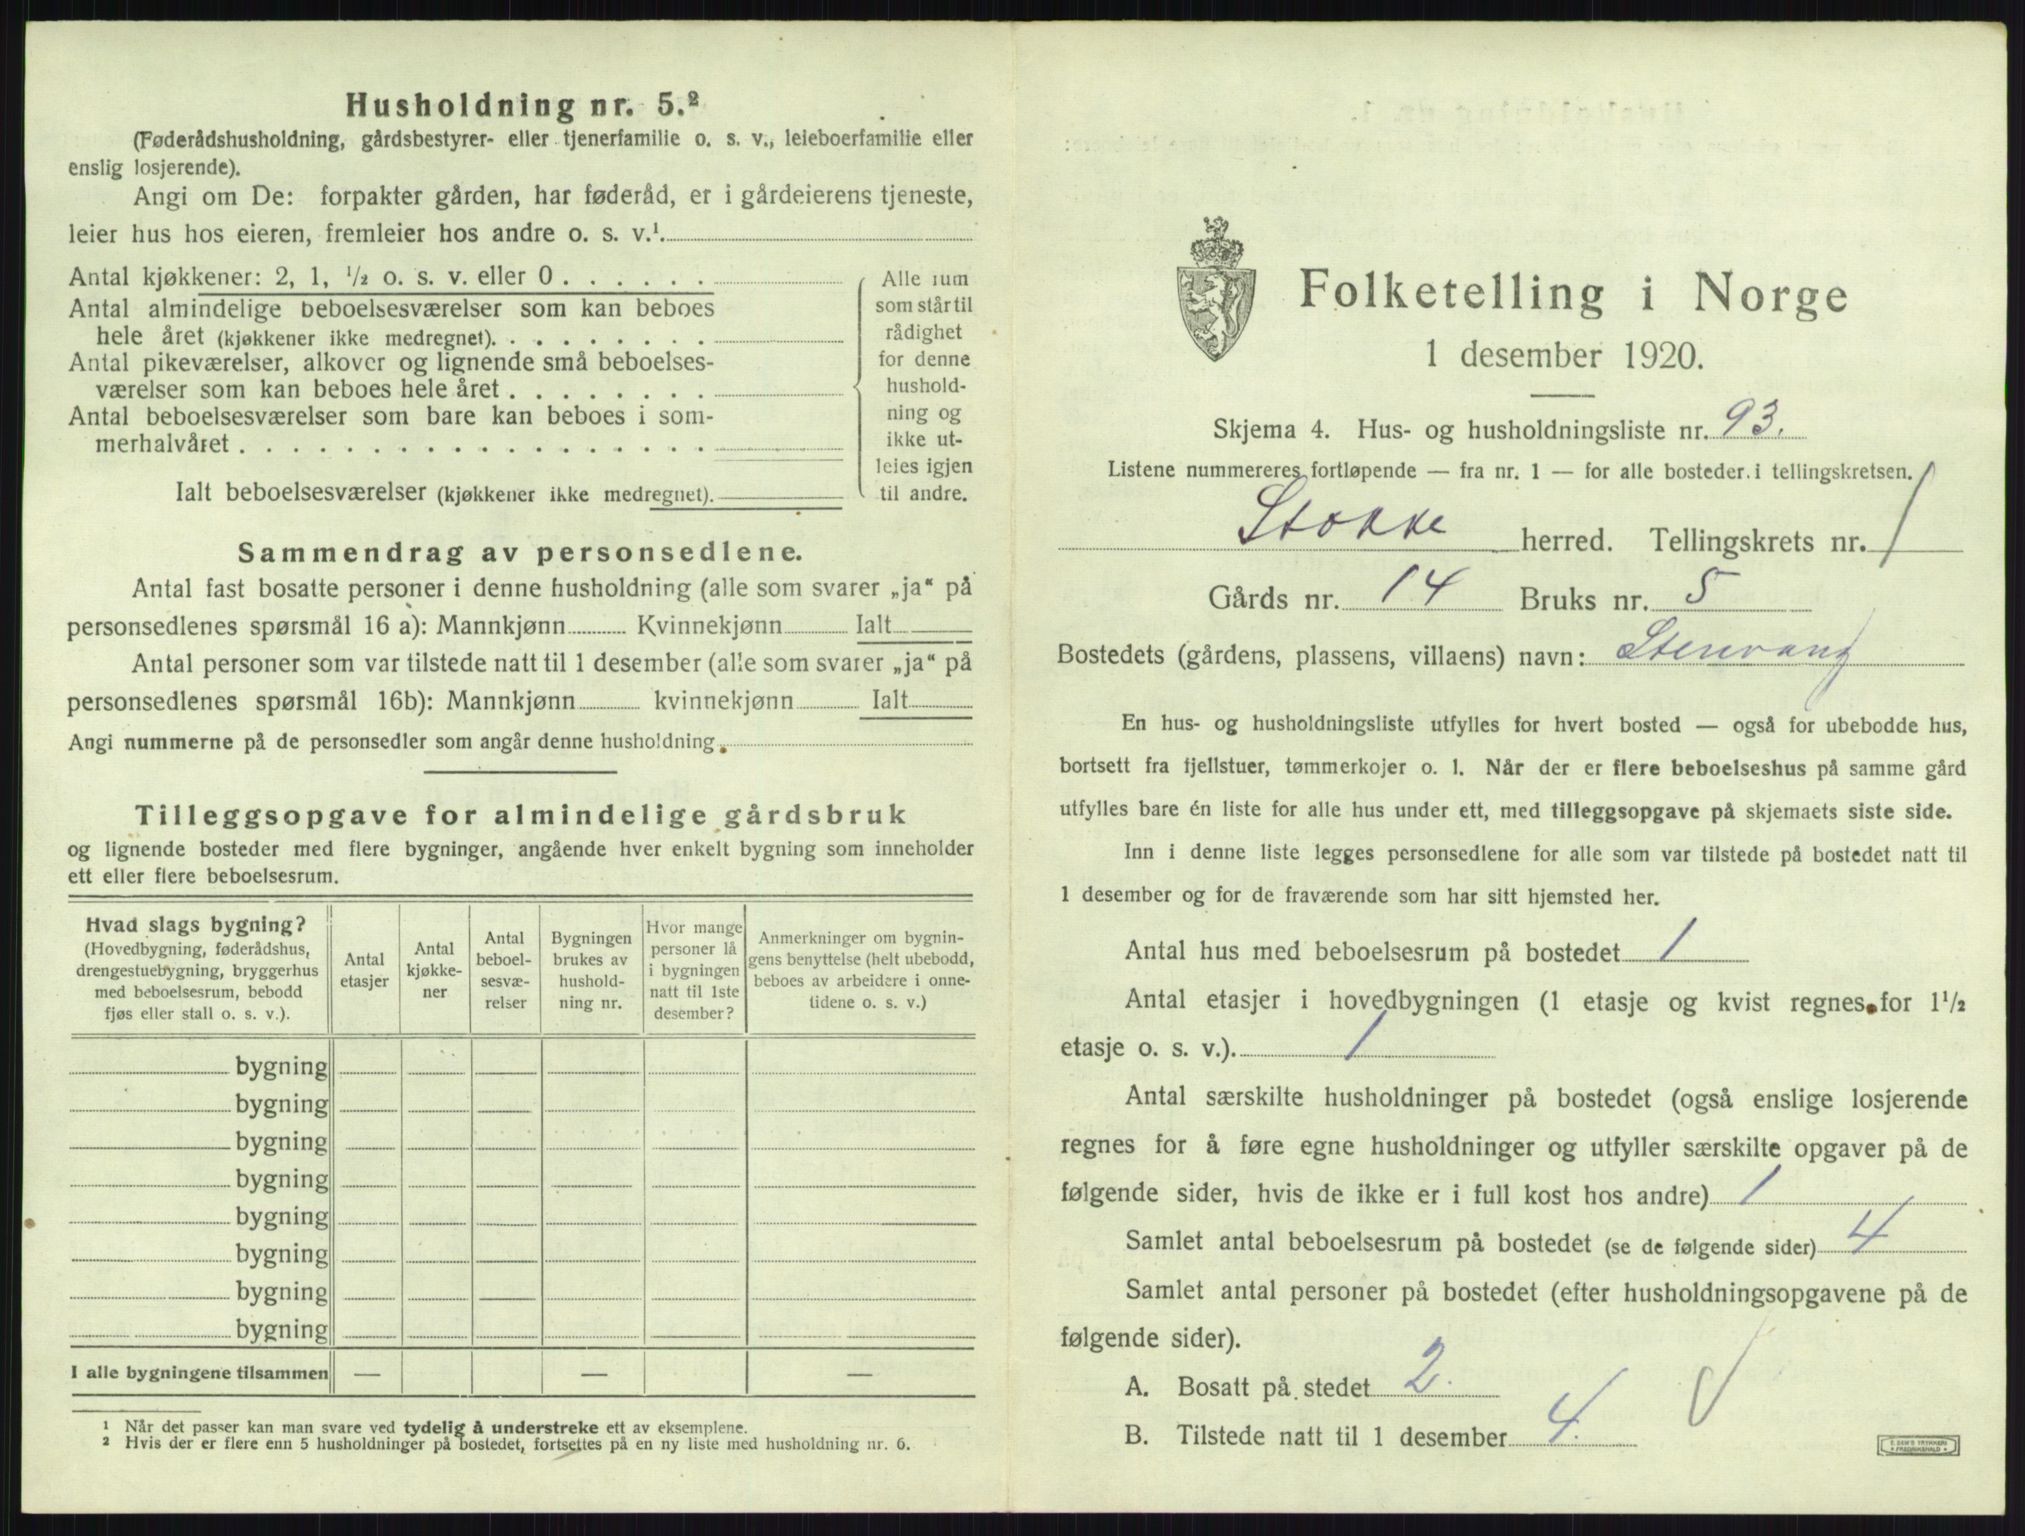 Husholdning nr. 5.²
(Føderådshusholdning, gårdsbestyrer- eller tjenerfamilie o. s. v., leieboerfamilie eller
enslig losjerende).
Angi om De: forpakter gården, har føderåd, er i gårdeierens tjeneste,
leier hus hos eieren, fremleier hos andre o. s. v.¹
Antal kjøkkener: 2, 1, ½ o. s. v. eller 0 . . . . . .
Antal almindelige beboelsesværelser som kan beboes
hele året (kjøkkener ikke medregnet). . . . . . . . .
Antal pikeværelser, alkover og lignende små beboelses-
værelser som kan beboes hele året . . . . . . . .
Antal beboelsesværelser som bare kan beboes i som-
merhalvåret . . . . . . . . . . . . . . . . . .
Ialt beboelsesværelser (kjøkkener ikke medregnet).
Alle rum
som står til
rådighet
for denne
hushold-
ning og
ikke ut-
leies igjen
til andre.
Sammendrag av personsedlene.
Antal fast bosatte personer i denne husholdning (alle som svarer „ja“ på
personsedlenes spørsmål 16 a): Mannkjønn Kvinnekjønn Ialt
Antal personer som var tilstede natt til 1 desember (alle som svarer „ja“ på
personsedlenes spørsmål 16b): Mannkjønn kvinnekjønn Ialt
Angi nummerne på de personsedler som angår denne husholdning
Tilleggsopgave for almindelige gårdsbruk
og lignende bosteder med flere bygninger, angående hver enkelt bygning som inneholder
ett eller flere beboelsesrum.
Hvad slags bygning?
(Hovedbygning, føderådshus,
drengestuebygning, bryggerhus
med beboelsesrum, bebodd
fjøs eller stall o. s. v.).
Antal
etasjer
Antal
kjøkke-
ner
Antal
beboel-
sesvæ-
relser
Bygningen
brukes av
hushold-
ning nr.
Hvor mange
personer lå
i bygningen
natt til 1ste
desember?
Anmerkninger om bygnin-
gens benyttelse (helt ubebodd,
beboes av arbeidere i onne-
tidene o. s. v.)
bygning
bygning
bygning
bygning
bygning
bygning
bygning
bygning
I alle bygningene tilsammen — — —
¹ Når det passer kan man svare ved tydelig å understreke ett av eksemplene.
² Hvis der er flere enn 5 husholdninger på bostedet, fortsettes på en ny liste med husholdning nr. 6.
Folketelling i Norge
1 desember 1920.
Skjema 4. Hus- og husholdningsliste nr. 93.
Listene nummereres fortløpende — fra nr. 1 — for alle bosteder i tellingskretsen.
Stokke herred. Tellingskrets nr. 1
Gårds nr. 14 Bruks nr. 5
Bostedets (gårdens, plassens, villaens) navn: Stenvang
En hus- og husholdningsliste utfylles for hvert bosted — også for ubebodde hus,
bortsett fra fjellstuer, tømmerkojer o. l. Når der er flere beboelseshus på samme gård
utfylles bare én liste for alle hus under ett, med tilleggsopgave på skjemaets siste side.
Inn i denne liste legges personsedlene for alle som var tilstede på bostedet natt til
1 desember og for de fraværende som har sitt hjemsted her.
Antal hus med beboelsesrum på bostedet 1
Antal etasjer i hovedbygningen (1 etasje og kvist regnes for 1½
etasje o. s. v.). 1
Antal særskilte husholdninger på bostedet (også enslige losjerende
regnes for å føre egne husholdninger og utfyller særskilte opgaver på de
følgende sider, hvis de ikke er i full kost hos andre) 1
Samlet antal beboelsesrum på bostedet (se de følgende sider) 4
Samlet antal personer på bostedet (efter husholdningsopgavene på de
følgende sider).
A. Bosatt på stedet 2.
B. Tilstede natt til 1 desember 4.